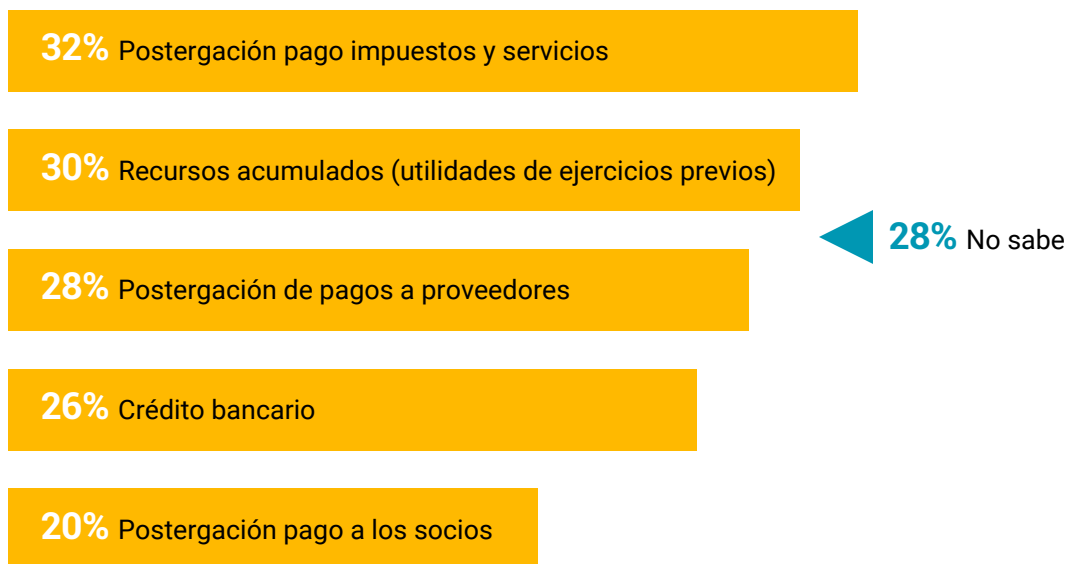 32% Postergación pago impuestos y servicios
30% Recursos acumulados (utilidades de ejercicios previos)
28% No sabe
28% Postergación de pagos a proveedores
26% Crédito bancario
20% Postergación pago a los socios